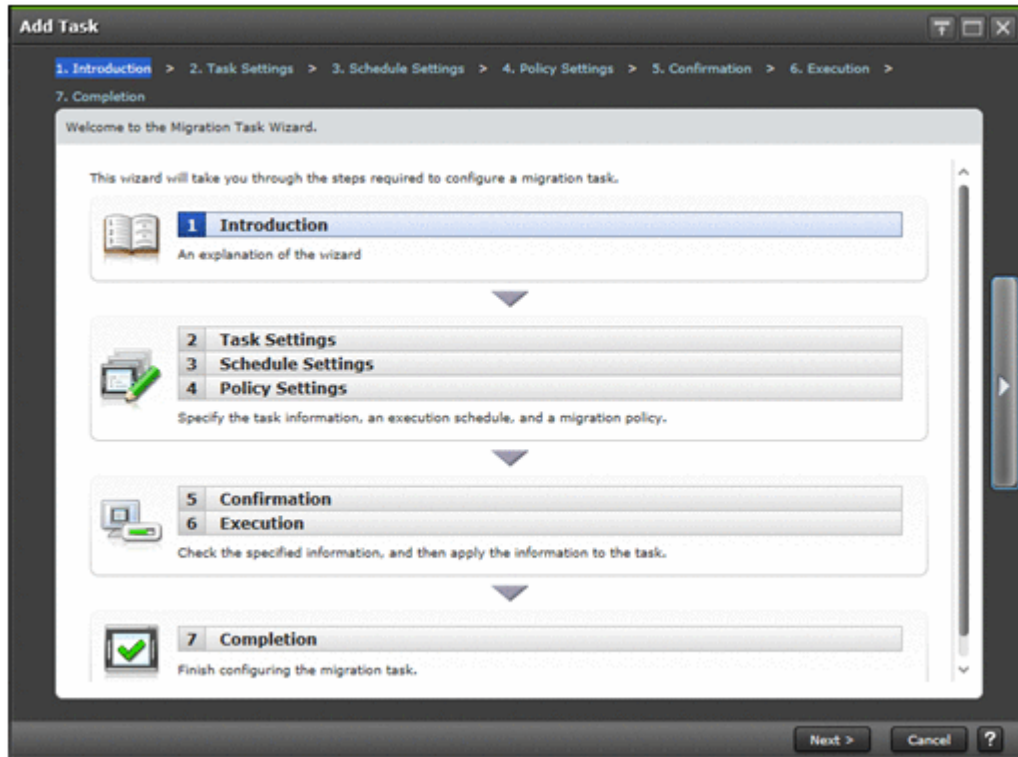 Add Task
1. Introduction > 2. Task Settings > 3. Schedule Settings > 4. Policy Settings > 5. Confirmation > 6. Execution >
7. Completion
Welcome to the Migration Task Wizard.
This wizard will take you through the steps required to configure a migration task.
1 Introduction
An explanation of the wizard
2 Task Settings
3 Schedule Settings
4 Policy Settings
Specify the task information, an execution schedule, and a migration policy.
5 Confirmation
6 Execution
Check the specified information, and then apply the information to the task.
7 Completion
Finish configuring the migration task.
Next > Cancel ?